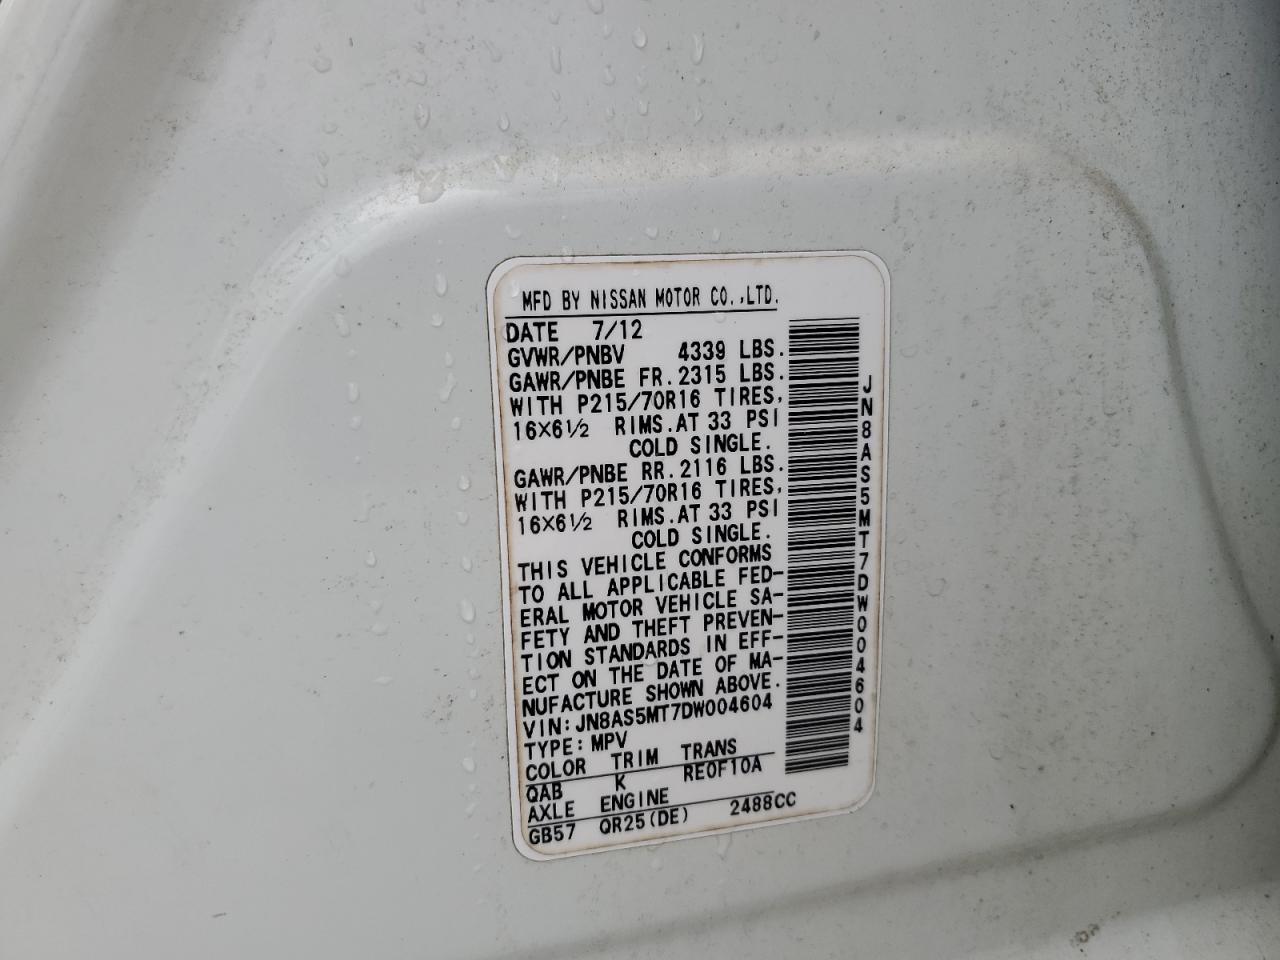 MFD BY NISSAN MOTOR CO.,LTD.
DATE 7/12
GVWR/PNBV 4339 LBS.
GAWR/PNBE FR. 2315 LBS.
WITH P215/70R16 TIRES,
16×6½ RIMS. AT 33 PSI
COLD SINGLE.
GAWR/PNBE RR. 2116 LBS.
WITH P215/70R16 TIRES,
16×6½ RIMS. AT 33 PSI
COLD SINGLE.
THIS VEHICLE CONFORMS
TO ALL APPLICABLE FED-
ERAL MOTOR VEHICLE SA-
FETY AND THEFT PREVEN-
TION STANDARDS IN EFF-
ECT ON THE DATE OF MA-
NUFACTURE SHOWN ABOVE.
VIN: JN8AS5MT7DW004604
TYPE: MPV
COLOR TRIM TRANS
QAB K RE0F10A
AXLE ENGINE
GB57 QR25(DE) 2488CC
JN8AS5MT7DW004604